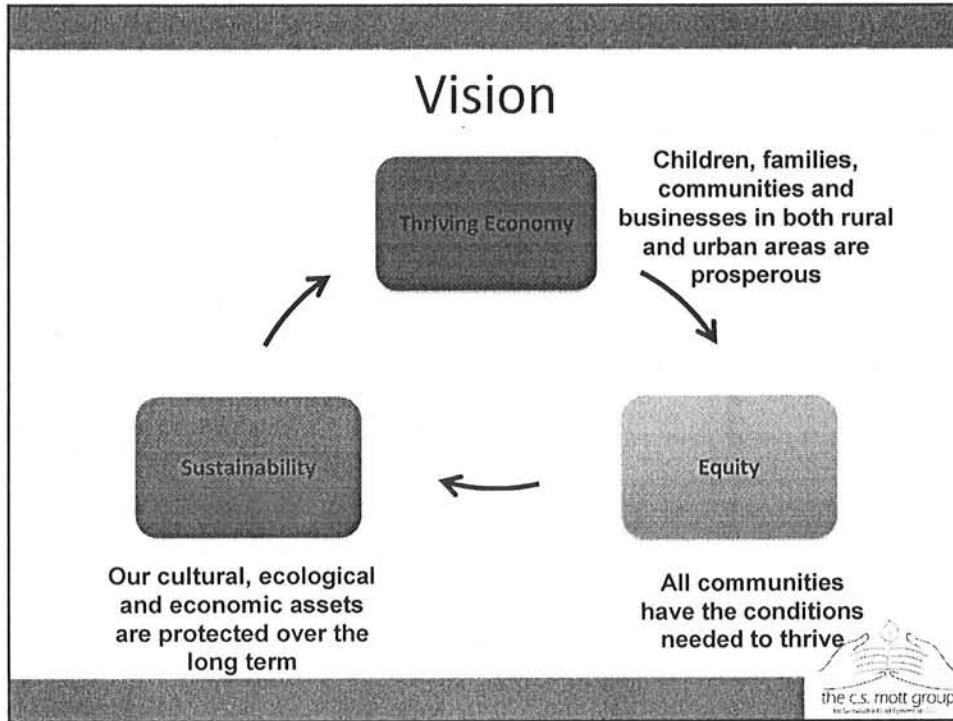 Vision
Thriving Economy
Children, families,
communities and
businesses in both rural
and urban areas are
prosperous
Sustainability
Equity
Our cultural, ecological
and economic assets
are protected over the
long term
All communities
have the conditions
needed to thrive
the c.s. mott group